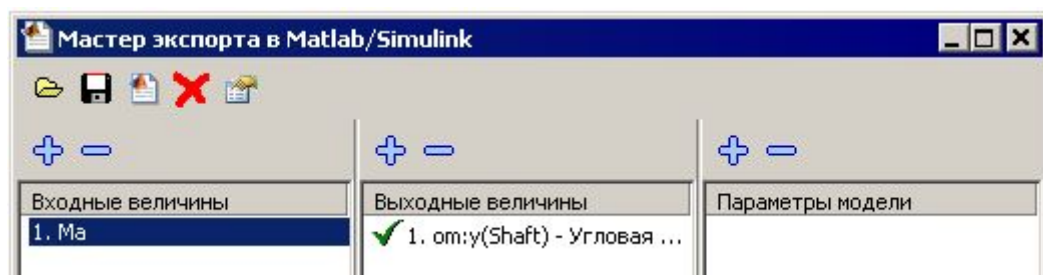 Мастер экспорта в Matlab/Simulink
Входные величины
Выходные величины
Параметры модели
1. Ma
1. om:y(Shaft) - Угловая ...